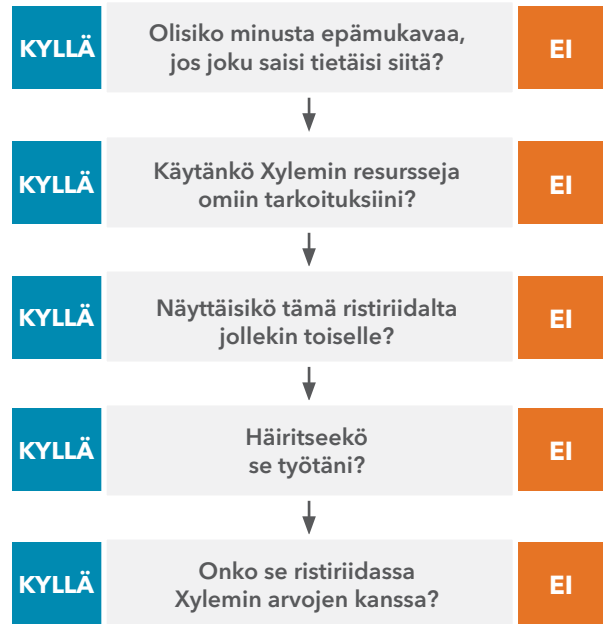 KYLLÄ
Olisiko minusta epämukavaa,
jos joku saisi tietäisi siitä?
EI
KYLLÄ
Käytänkö Xylemin resursseja
omiin tarkoituksiini?
EI
KYLLÄ
Näyttäisikö tämä ristiriidalta
jollekin toiselle?
EI
KYLLÄ
Häiritseekö
se työtäni?
EI
KYLLÄ
Onko se ristiriidassa
Xylemin arvojen kanssa?
EI